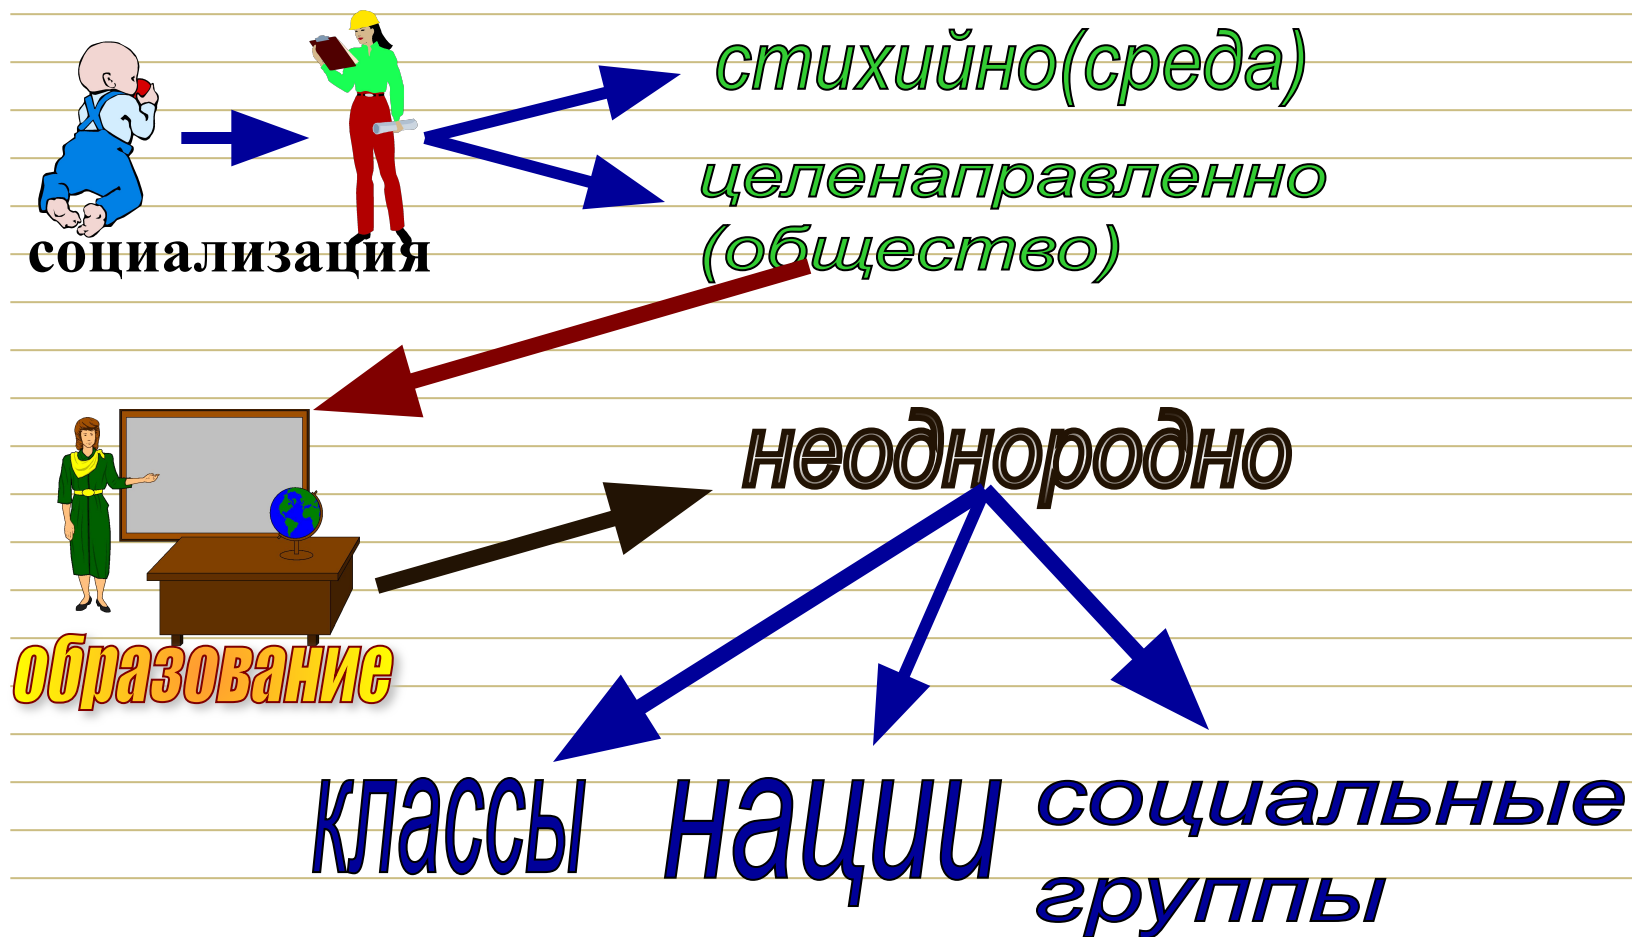 стихийно(среда)
целенаправленно
(общество)
социализация
неоднородно
образование
классы
нации
социальные
группы